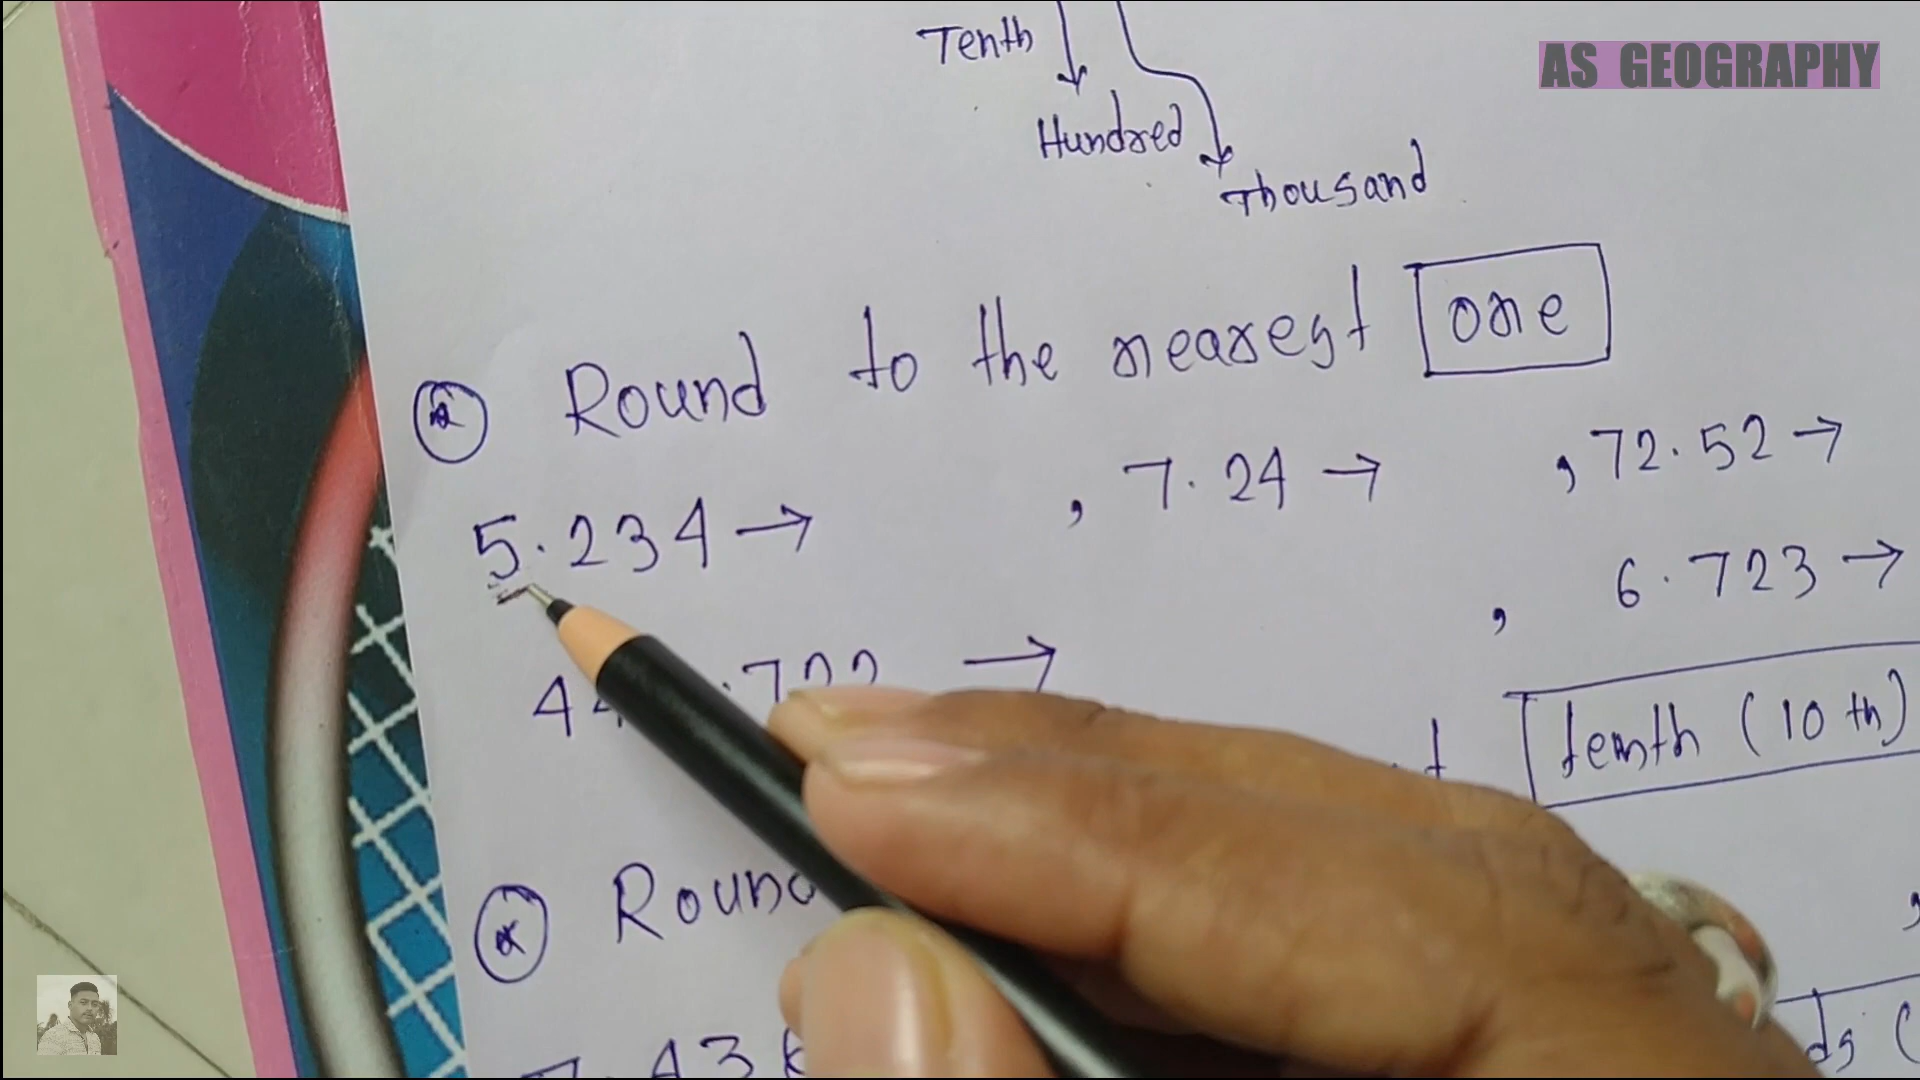 AS GEOGRAPHY
Tenth
Hundred
Thousand
Round to the nearest one
5.234 → , 7.24 → , 72.52 →
, 6.723 →
→
tenth (10 th)
Round